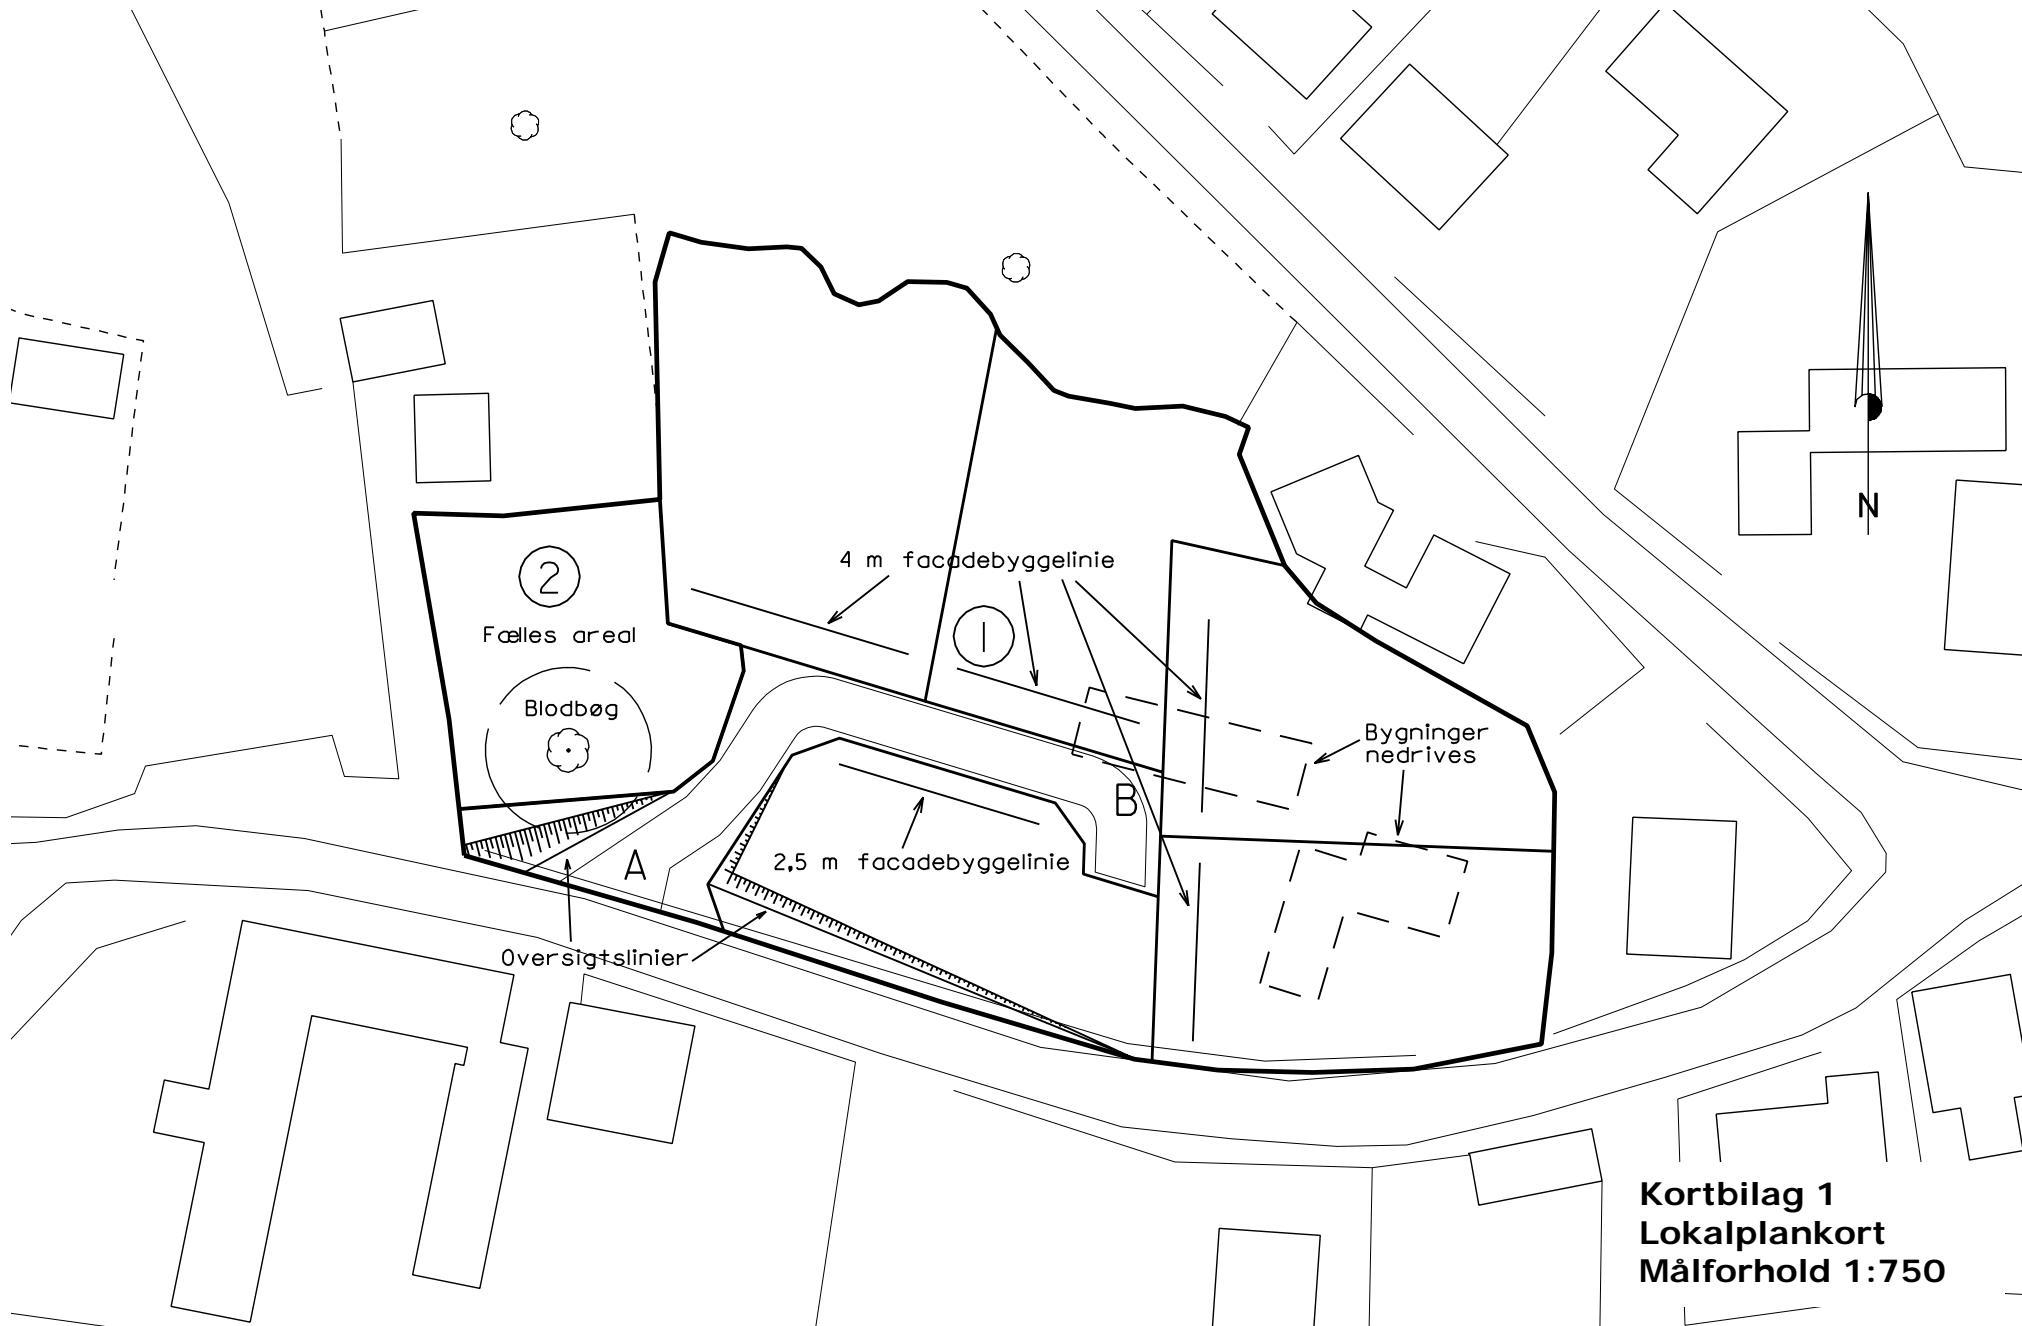 N
4 m facadebyggelinie
2
1
Fælles areal
Blodbøg
Bygninger
nedrives
B
A
2,5 m facadebyggelinie
Oversigtslinier
Kortbilag 1
Lokalplankort
Målforhold 1:750